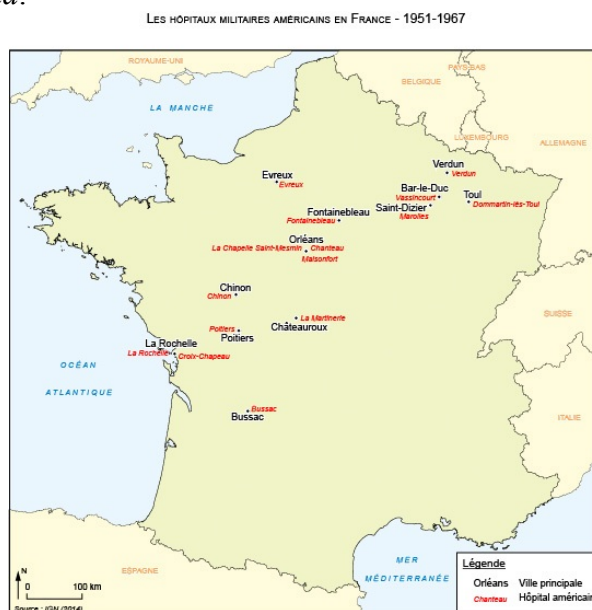 LES HÔPITAUX MILITAIRES AMÉRICAINS EN FRANCE - 1951-1967
ROYAUME-UNI
PAYS-BAS
BELGIQUE
LA MANCHE
LUXEMBOURG
ALLEMAGNE
Verdun
Verdun
Evreux
Evreux
Bar-le-Duc
Vassincourt
Toul
Dommartin-lès-Toul
Saint-Dizier
Marolles
Fontainebleau
Fontainebleau
Orléans
La Chapelle Saint-Mesmin
Chanteau
Maisonfort
Chinon
Chinon
La Martinerie
Châteauroux
SUISSE
Poitiers
Poitiers
La Rochelle
La Rochelle
Croix-Chapeau
OCÉAN
ATLANTIQUE
Bussac
Bussac
ITALIE
MER
MÉDITERRANÉE
ESPAGNE
N
0 100 km
Source : IGN (2014)
Légende
Orléans Ville principale
Chanteau Hôpital américain